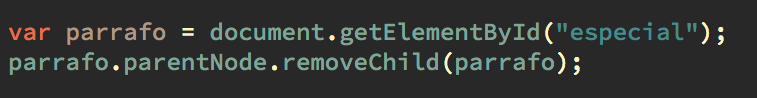 var parrafo = document.getElementById("especial");
parrafo.parentNode.removeChild(parrafo);